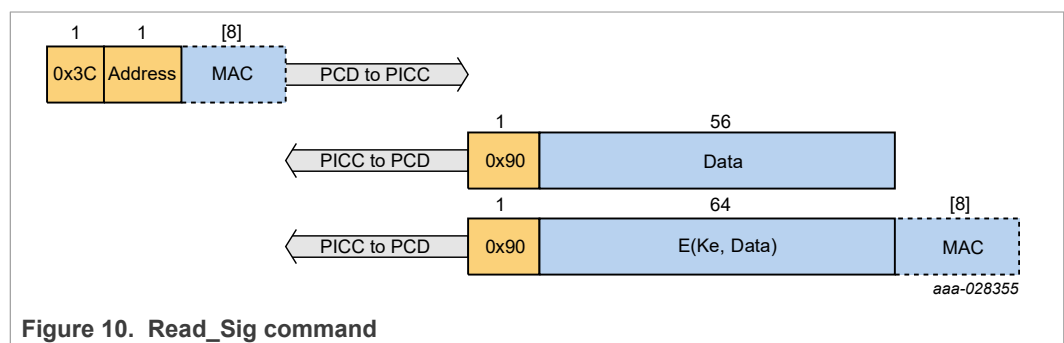 1 1 [8]
0x3C Address MAC PCD to PICC
1 56
PICC to PCD 0x90 Data
1 64 [8]
PICC to PCD 0x90 E(Ke, Data) MAC
aaa-028355
Figure 10. Read_Sig command